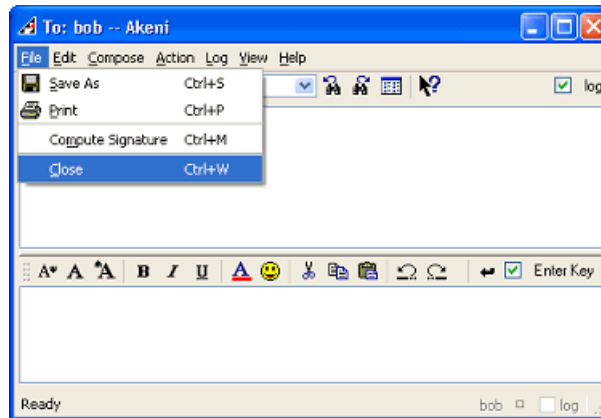 To: bob -- Akeni
File Edit Compose Action Log View Help
Save As Ctrl+S
log
Print Ctrl+P
Compute Signature Ctrl+M
Close Ctrl+W
A A A B I U A Enter Key
Ready bob log